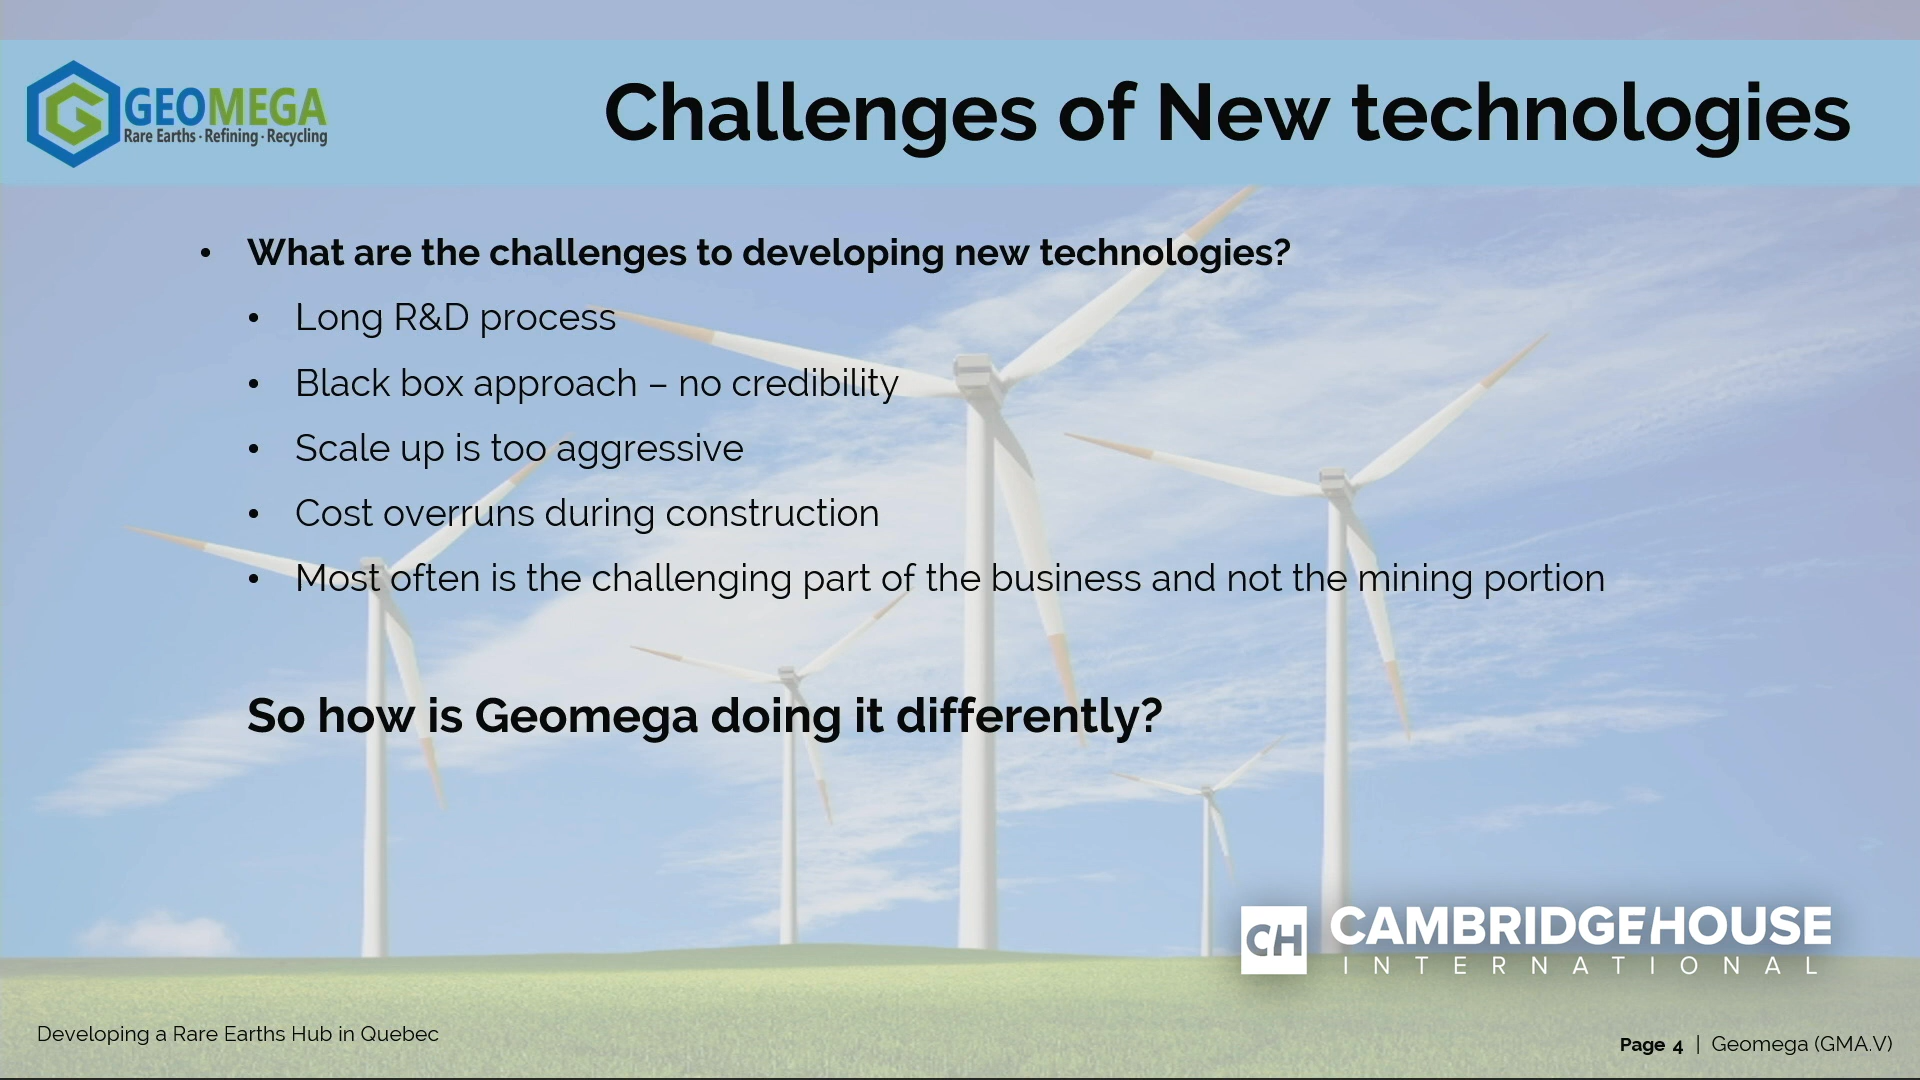 GEOMEGA
Rare Earths · Refining · Recycling
Challenges of New technologies
• What are the challenges to developing new technologies?
• Long R&D process
• Black box approach – no credibility
• Scale up is too aggressive
• Cost overruns during construction
• Most often is the challenging part of the business and not the mining portion
So how is Geomega doing it differently?
CH CAMBRIDGEHOUSE
INTERNATIONAL
Developing a Rare Earths Hub in Quebec
Page 4 | Geomega (GMA.V)